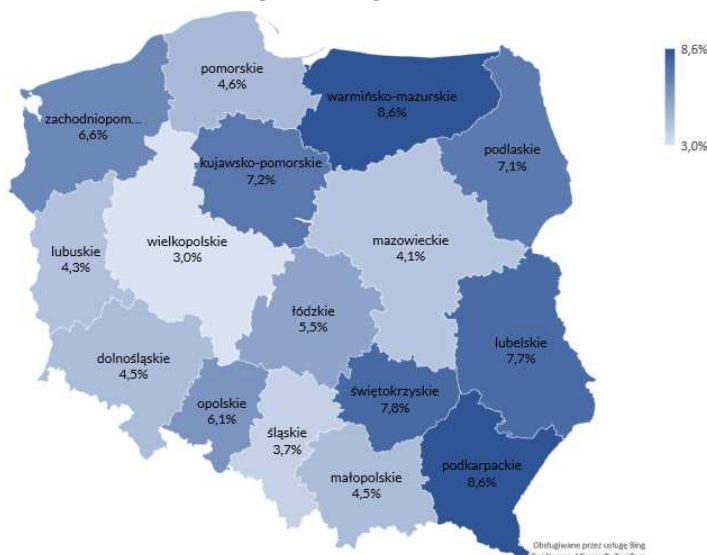 8,6%
3,0%
pomorskie
4,6%
warmińsko-mazurskie
8,6%
zachodniopom...
6,6%
podlaskie
7,1%
kujawsko-pomorskie
7,2%
wielkopolskie
3,0%
mazowieckie
4,1%
lubuskie
4,3%
łódzkie
5,5%
lubelskie
7,7%
dolnośląskie
4,5%
opolskie
6,1%
świętokrzyskie
7,8%
śląskie
3,7%
małopolskie
4,5%
podkarpackie
8,6%
Obsługiwane przez usługę Bing